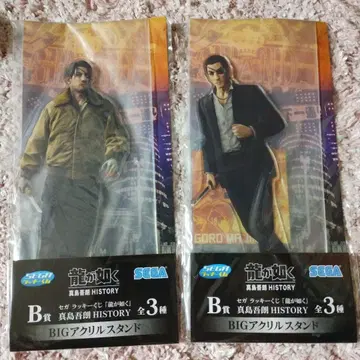 SEGA
ラッキーくじ
龍が如く
真島吾朗 HISTORY
SEGA
セガ ラッキーくじ「龍が如く」
B賞 真島吾朗 HISTORY 全3種
BIGアクリルスタンド
GORO MAJI
SEGA
ラッキーくじ
龍が如く
真島吾朗 HISTORY
SEGA
セガ ラッキーくじ「龍が如く」
B賞 真島吾朗 HISTORY 全3種
BIGアクリルスタンド